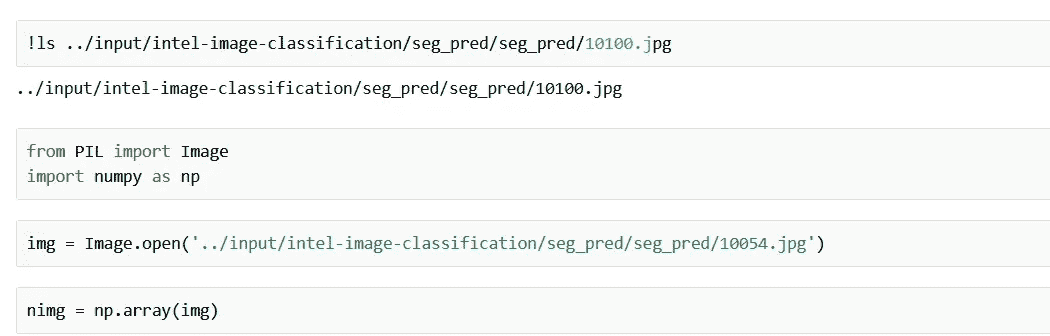 !ls ../input/intel-image-classification/seg_pred/seg_pred/10100.jpg
../input/intel-image-classification/seg_pred/seg_pred/10100.jpg
from PIL import Image
import numpy as np
img = Image.open('../input/intel-image-classification/seg_pred/seg_pred/10054.jpg')
nimg = np.array(img)